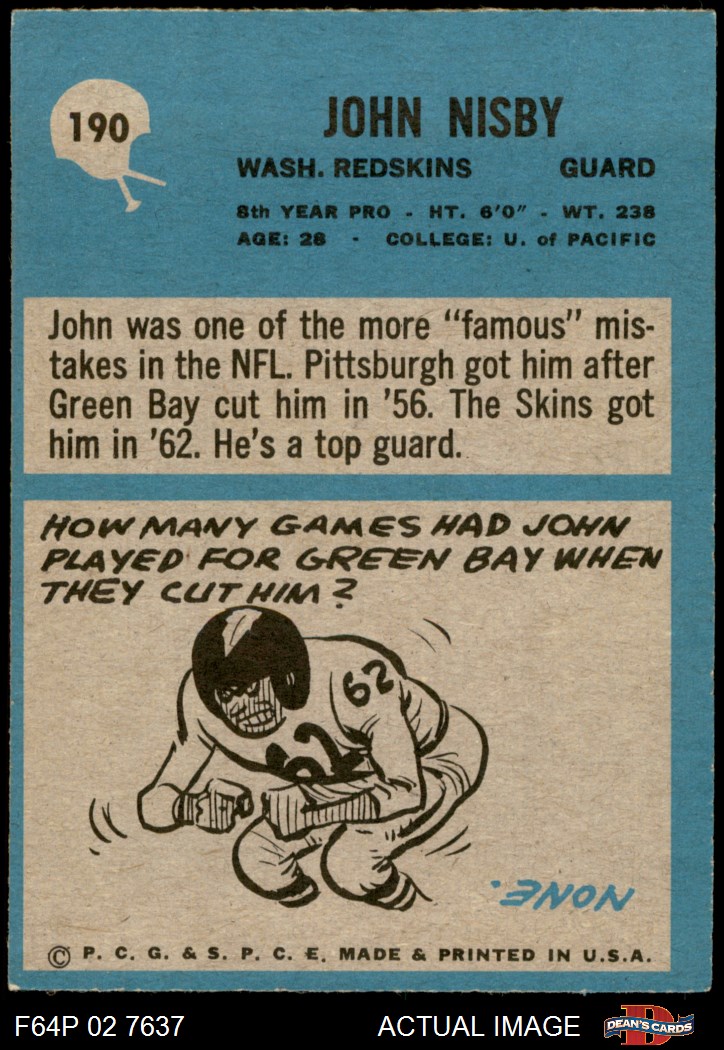 190
JOHN NISBY
WASH. REDSKINS GUARD
8th YEAR PRO - HT. 6'0" - WT. 238
AGE: 28 - COLLEGE: U. of PACIFIC
John was one of the more "famous" mis-
takes in the NFL. Pittsburgh got him after
Green Bay cut him in '56. The Skins got
him in '62. He's a top guard.
HOW MANY GAMES HAD JOHN
PLAYED FOR GREEN BAY WHEN
THEY CUT HIM?
62
62
NONE.
© P. C. G. & S. P. C. E. MADE & PRINTED IN U.S.A.
F64P 02 7637 ACTUAL IMAGE
D
DEAN'S CARDS